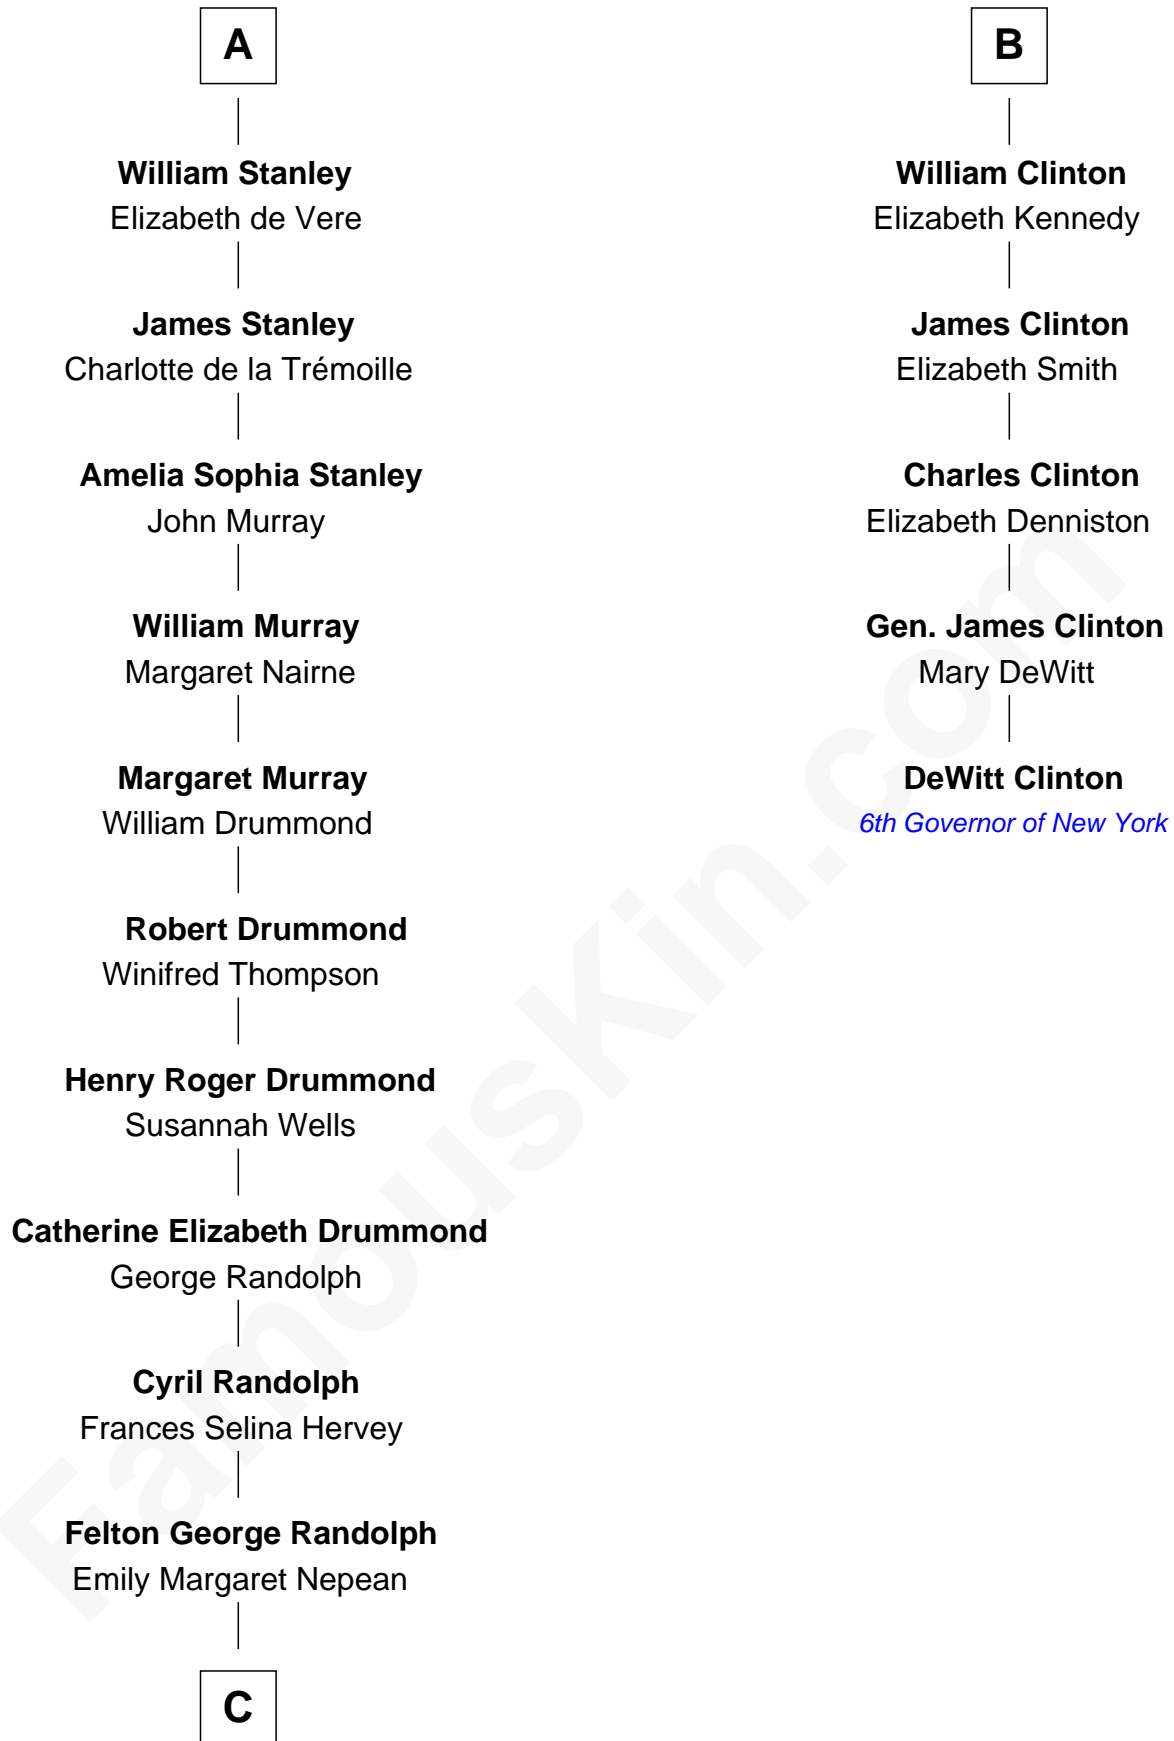 A
William Stanley
Elizabeth de Vere
James Stanley
Charlotte de la Trémoille
Amelia Sophia Stanley
John Murray
William Murray
Margaret Nairne
Margaret Murray
William Drummond
Robert Drummond
Winifred Thompson
Henry Roger Drummond
Susannah Wells
Catherine Elizabeth Drummond
George Randolph
Cyril Randolph
Frances Selina Hervey
Felton George Randolph
Emily Margaret Nepean
C
B
William Clinton
Elizabeth Kennedy
James Clinton
Elizabeth Smith
Charles Clinton
Elizabeth Denniston
Gen. James Clinton
Mary DeWitt
DeWitt Clinton
6th Governor of New York
FamousKin.com